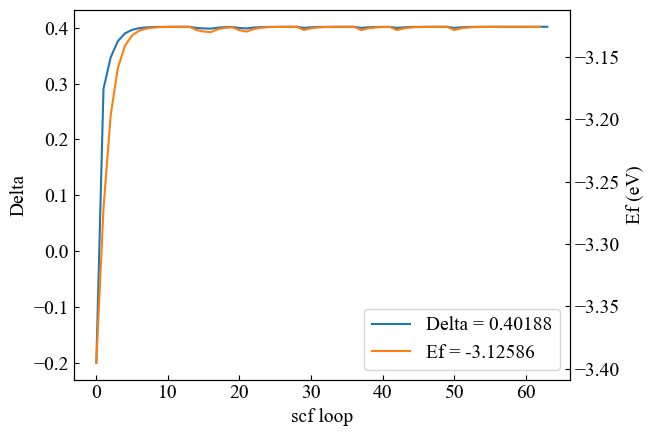 0.4
0.3
0.2
0.1
0.0
−0.1
−0.2
Delta
−3.15
−3.20
−3.25
−3.30
−3.35
−3.40
Ef (eV)
Delta = 0.40188
Ef = -3.12586
0 10 20 30 40 50 60
scf loop